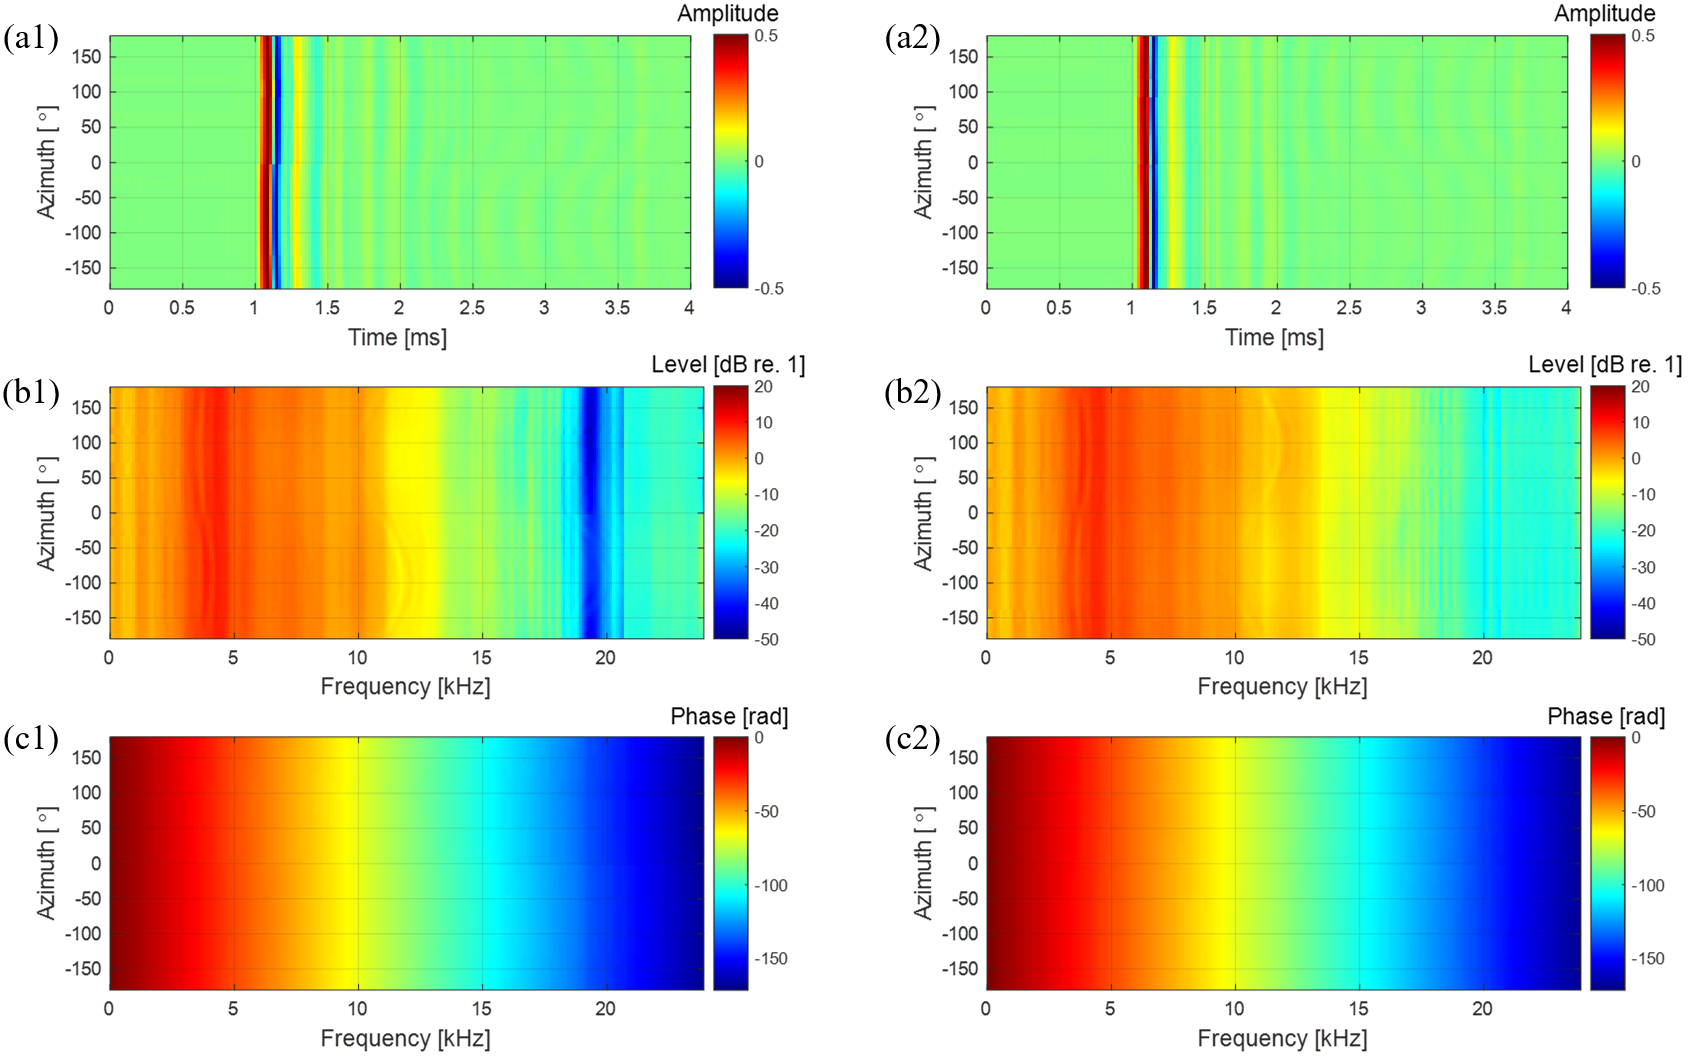 Amplitude
(a1)
0.5
0
-0.5
150
100
50
0
-50
-100
-150
Azimuth [ °]
0 0.5 1 1.5 2 2.5 3 3.5 4
Time [ms]
Amplitude
(a2)
0.5
0
-0.5
150
100
50
0
-50
-100
-150
Azimuth [ °]
0 0.5 1 1.5 2 2.5 3 3.5 4
Time [ms]
Level [dB re. 1]
(b1)
20
10
0
-10
-20
-30
-40
-50
150
100
50
0
-50
-100
-150
Azimuth [ °]
0 5 10 15 20
Frequency [kHz]
Level [dB re. 1]
(b2)
20
10
0
-10
-20
-30
-40
-50
150
100
50
0
-50
-100
-150
Azimuth [ °]
0 5 10 15 20
Frequency [kHz]
Phase [rad]
(c1)
0
-50
-100
-150
150
100
50
0
-50
-100
-150
Azimuth [ °]
0 5 10 15 20
Frequency [kHz]
Phase [rad]
(c2)
0
-50
-100
-150
150
100
50
0
-50
-100
-150
Azimuth [ °]
0 5 10 15 20
Frequency [kHz]